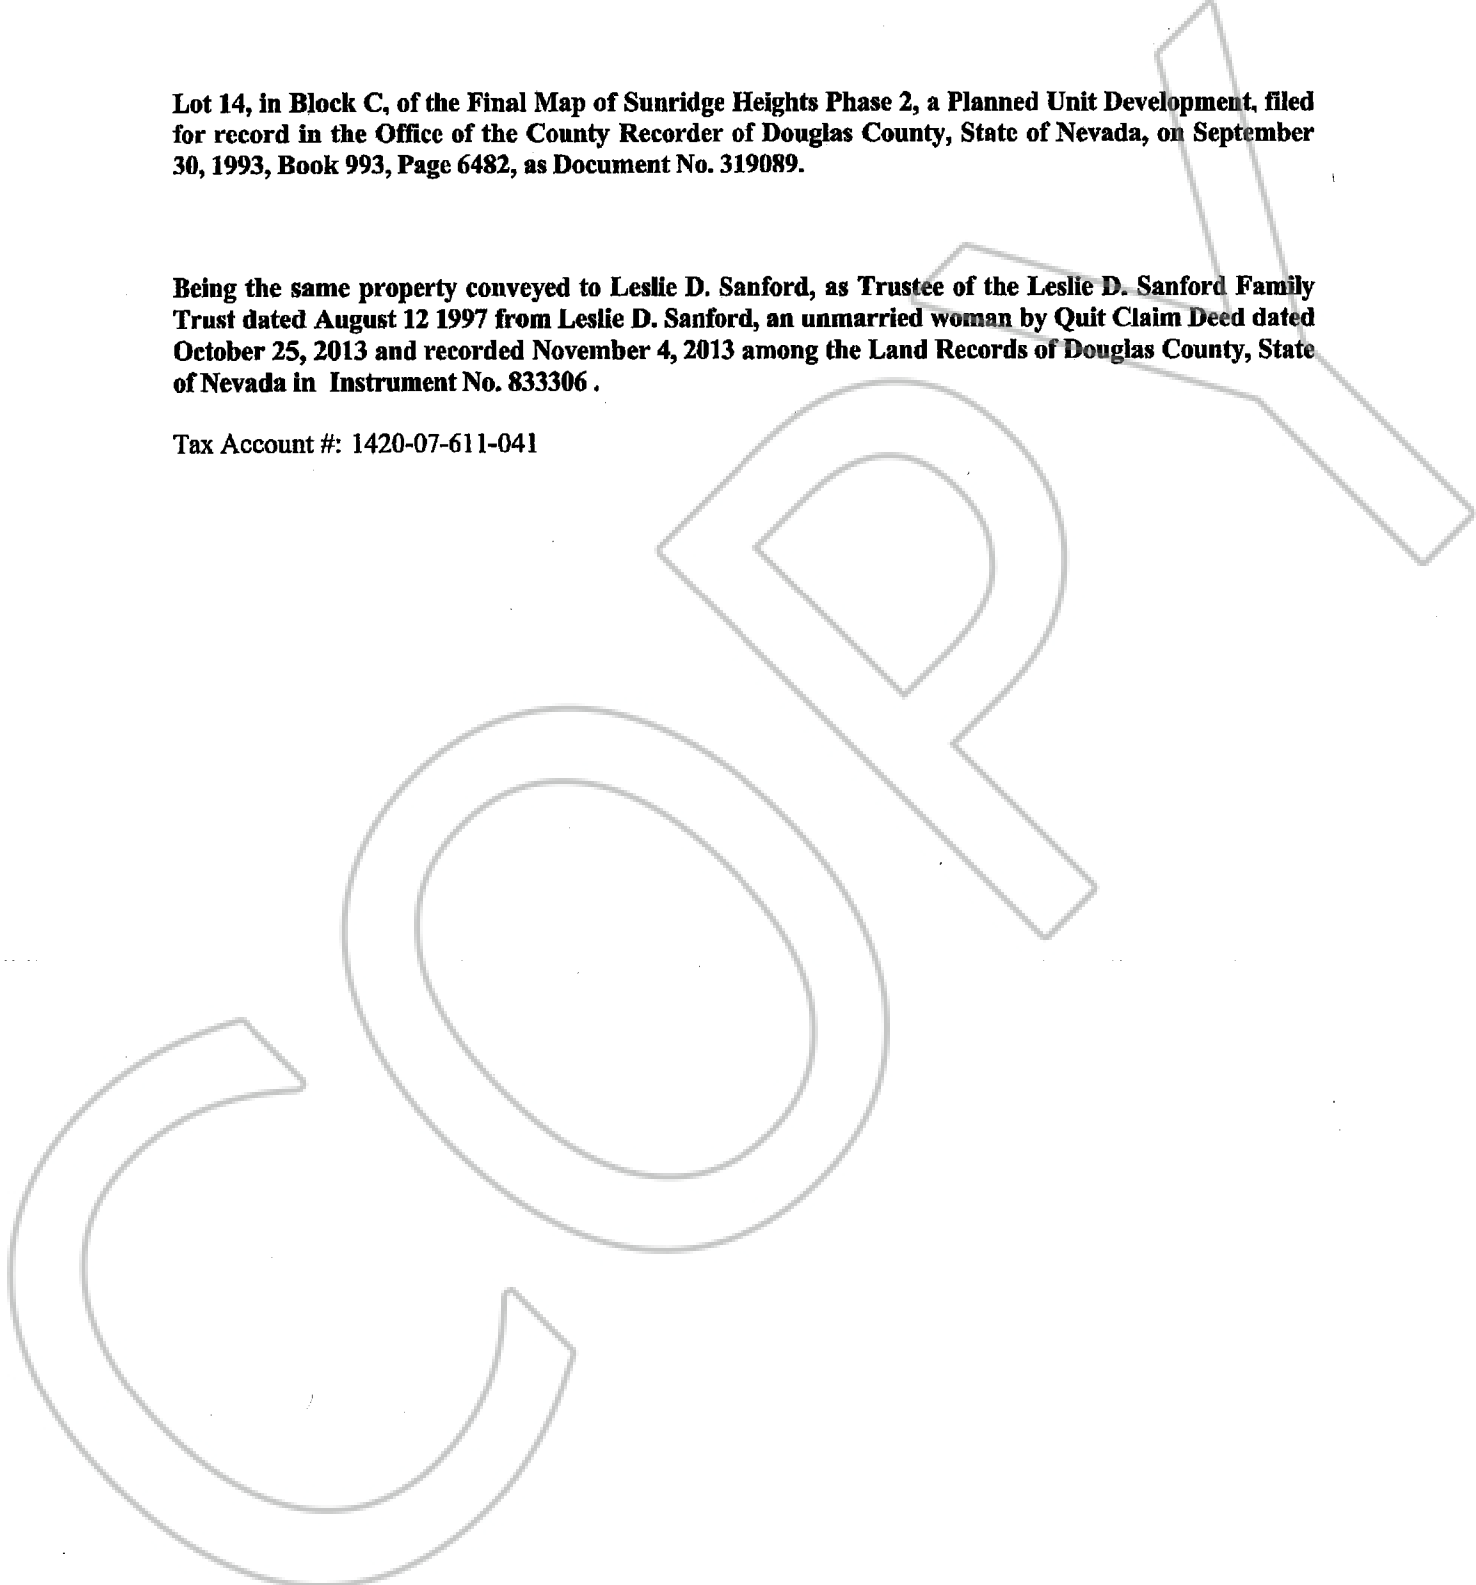 Lot 14, in Block C, of the Final Map of Sunridge Heights Phase 2, a Planned Unit Development, filed
for record in the Office of the County Recorder of Douglas County, State of Nevada, on September
30, 1993, Book 993, Page 6482, as Document No. 319089.
Being the same property conveyed to Leslie D. Sanford, as Trustee of the Leslie D. Sanford Family
Trust dated August 12 1997 from Leslie D. Sanford, an unmarried woman by Quit Claim Deed dated
October 25, 2013 and recorded November 4, 2013 among the Land Records of Douglas County, State
of Nevada in Instrument No. 833306 .
Tax Account #: 1420-07-611-041
COPY